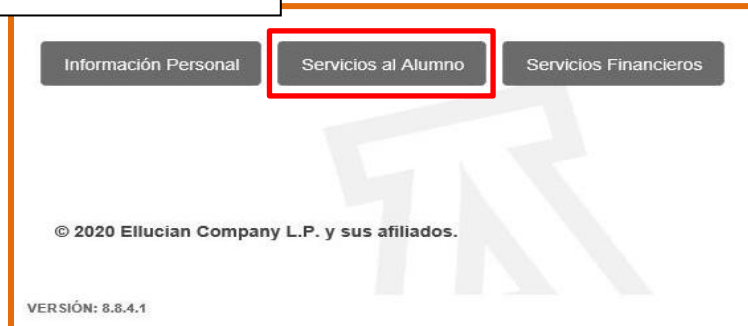 Información Personal Servicios al Alumno Servicios Financieros
© 2020 Ellucian Company L.P. y sus afiliados.
VERSIÓN: 8.8.4.1